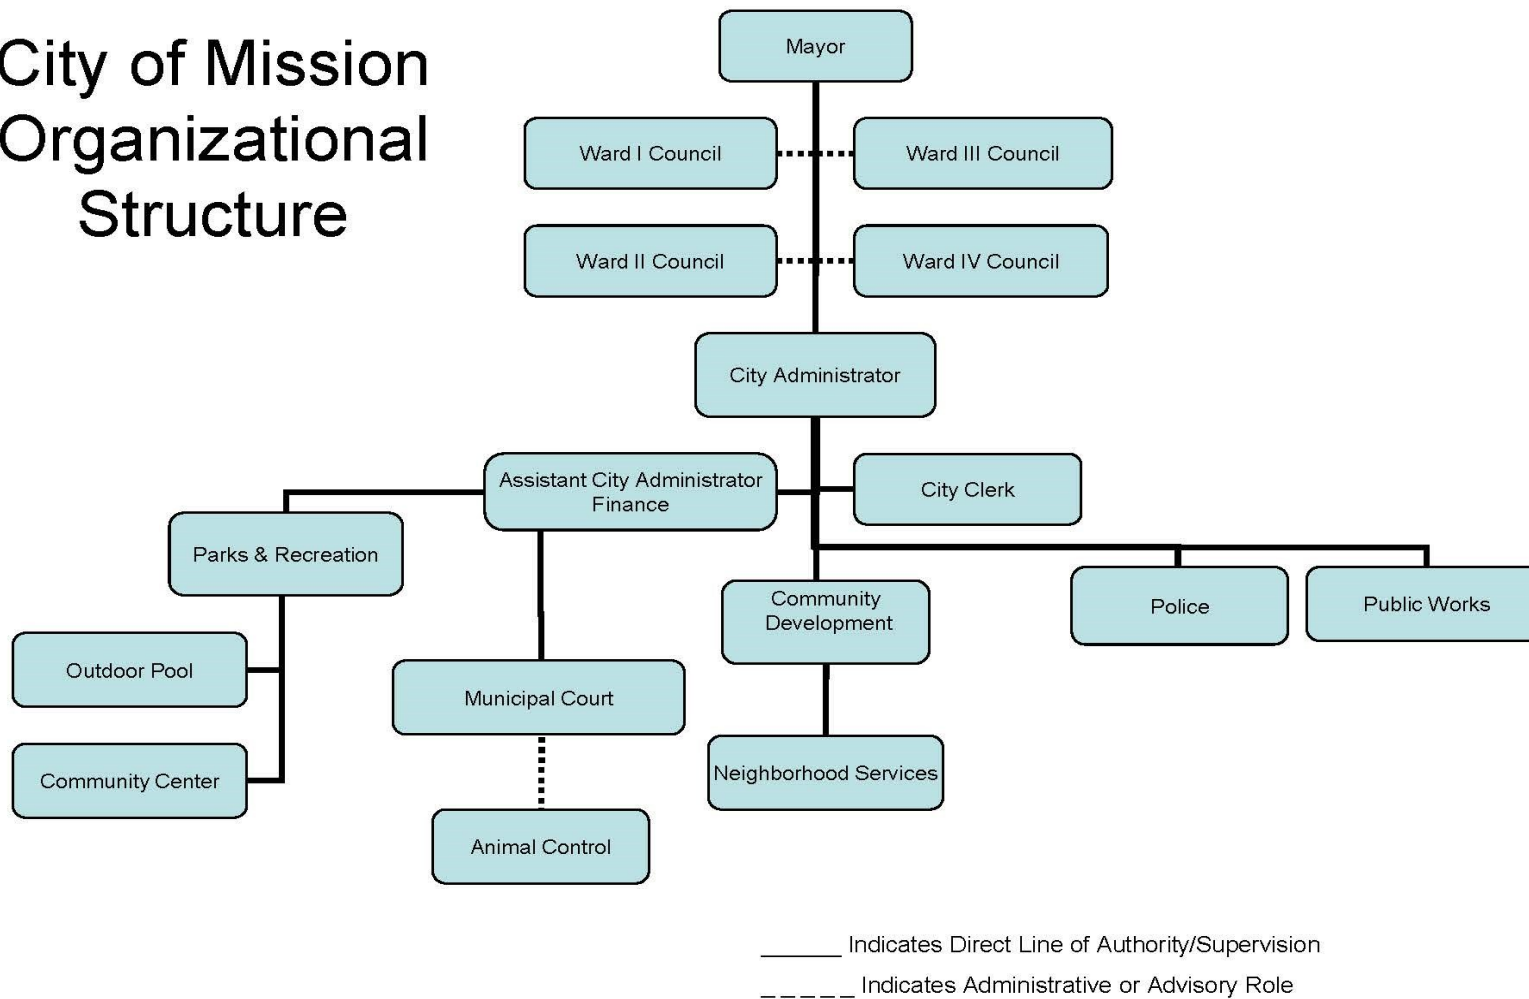 City of Mission
Organizational
Structure
Mayor
Ward I Council
Ward III Council
Ward II Council
Ward IV Council
City Administrator
Assistant City Administrator
Finance
City Clerk
Parks & Recreation
Community
Development
Police
Public Works
Outdoor Pool
Municipal Court
Community Center
Neighborhood Services
Animal Control
______ Indicates Direct Line of Authority/Supervision
_ _ _ _ _ Indicates Administrative or Advisory Role